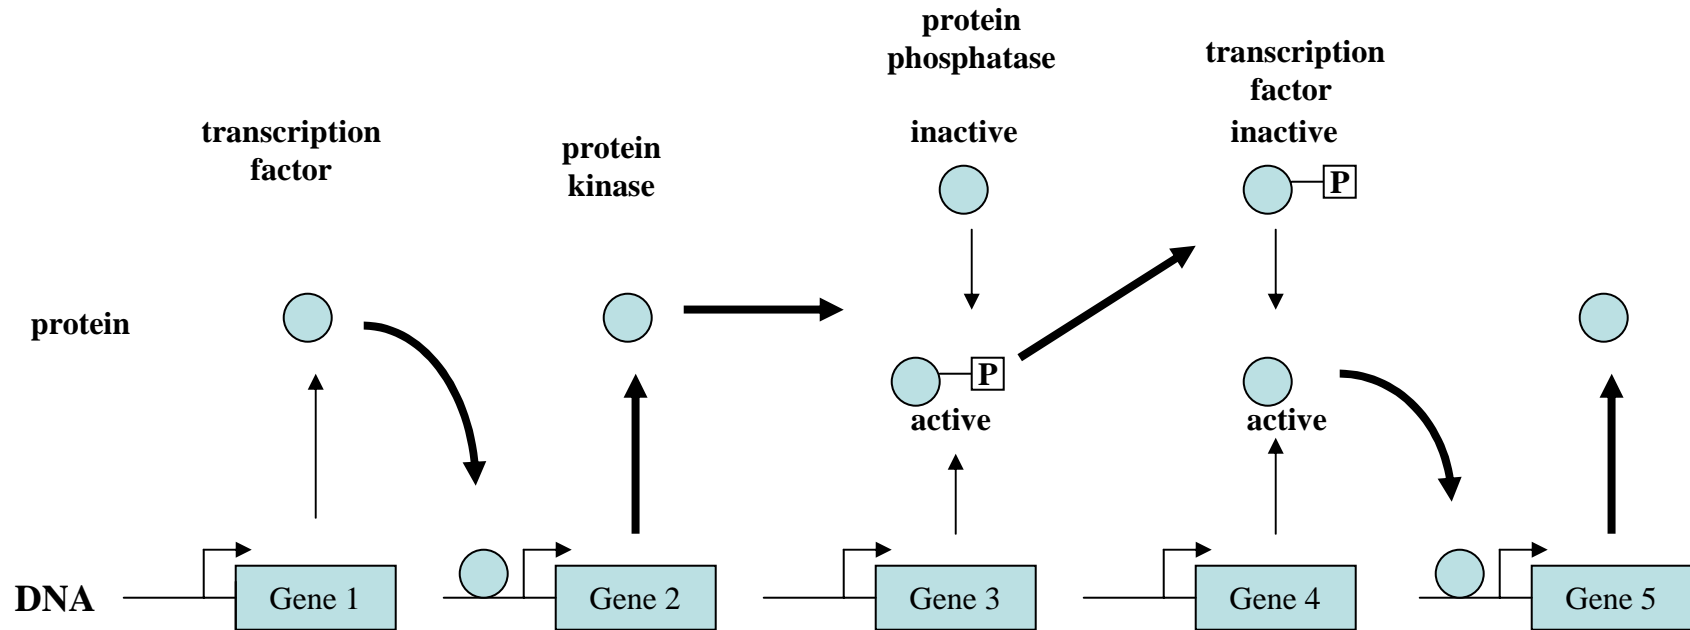 protein
phosphatase
transcription
factor
transcription
factor
protein
kinase
inactive
inactive
P
protein
P
active
active
DNA
Gene 1
Gene 2
Gene 3
Gene 4
Gene 5